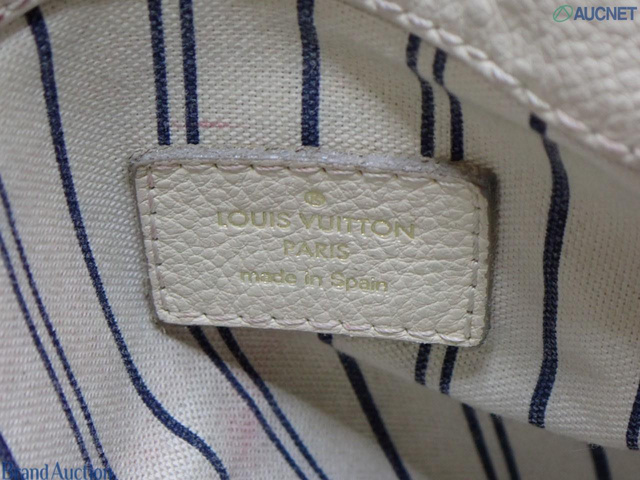 AUCNET
®
LOUIS VUITTON
PARIS
made in Spain
Brand Auction